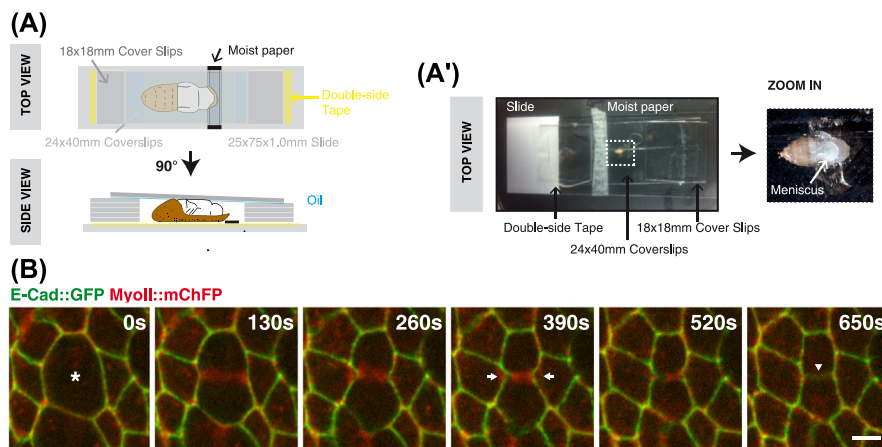 (A)
TOP VIEW
18x18mm Cover Slips
Moist paper
Double-side
Tape
24x40mm Coverslips
25x75x1.0mm Slide
90°
SIDE VIEW
Oil
(A')
TOP VIEW
Slide
Moist paper
Double-side Tape
18x18mm Cover Slips
24x40mm Coverslips
ZOOM IN
Meniscus
(B)
E-Cad::GFP MyoII::mChFP
0s
130s
260s
390s
520s
650s
*